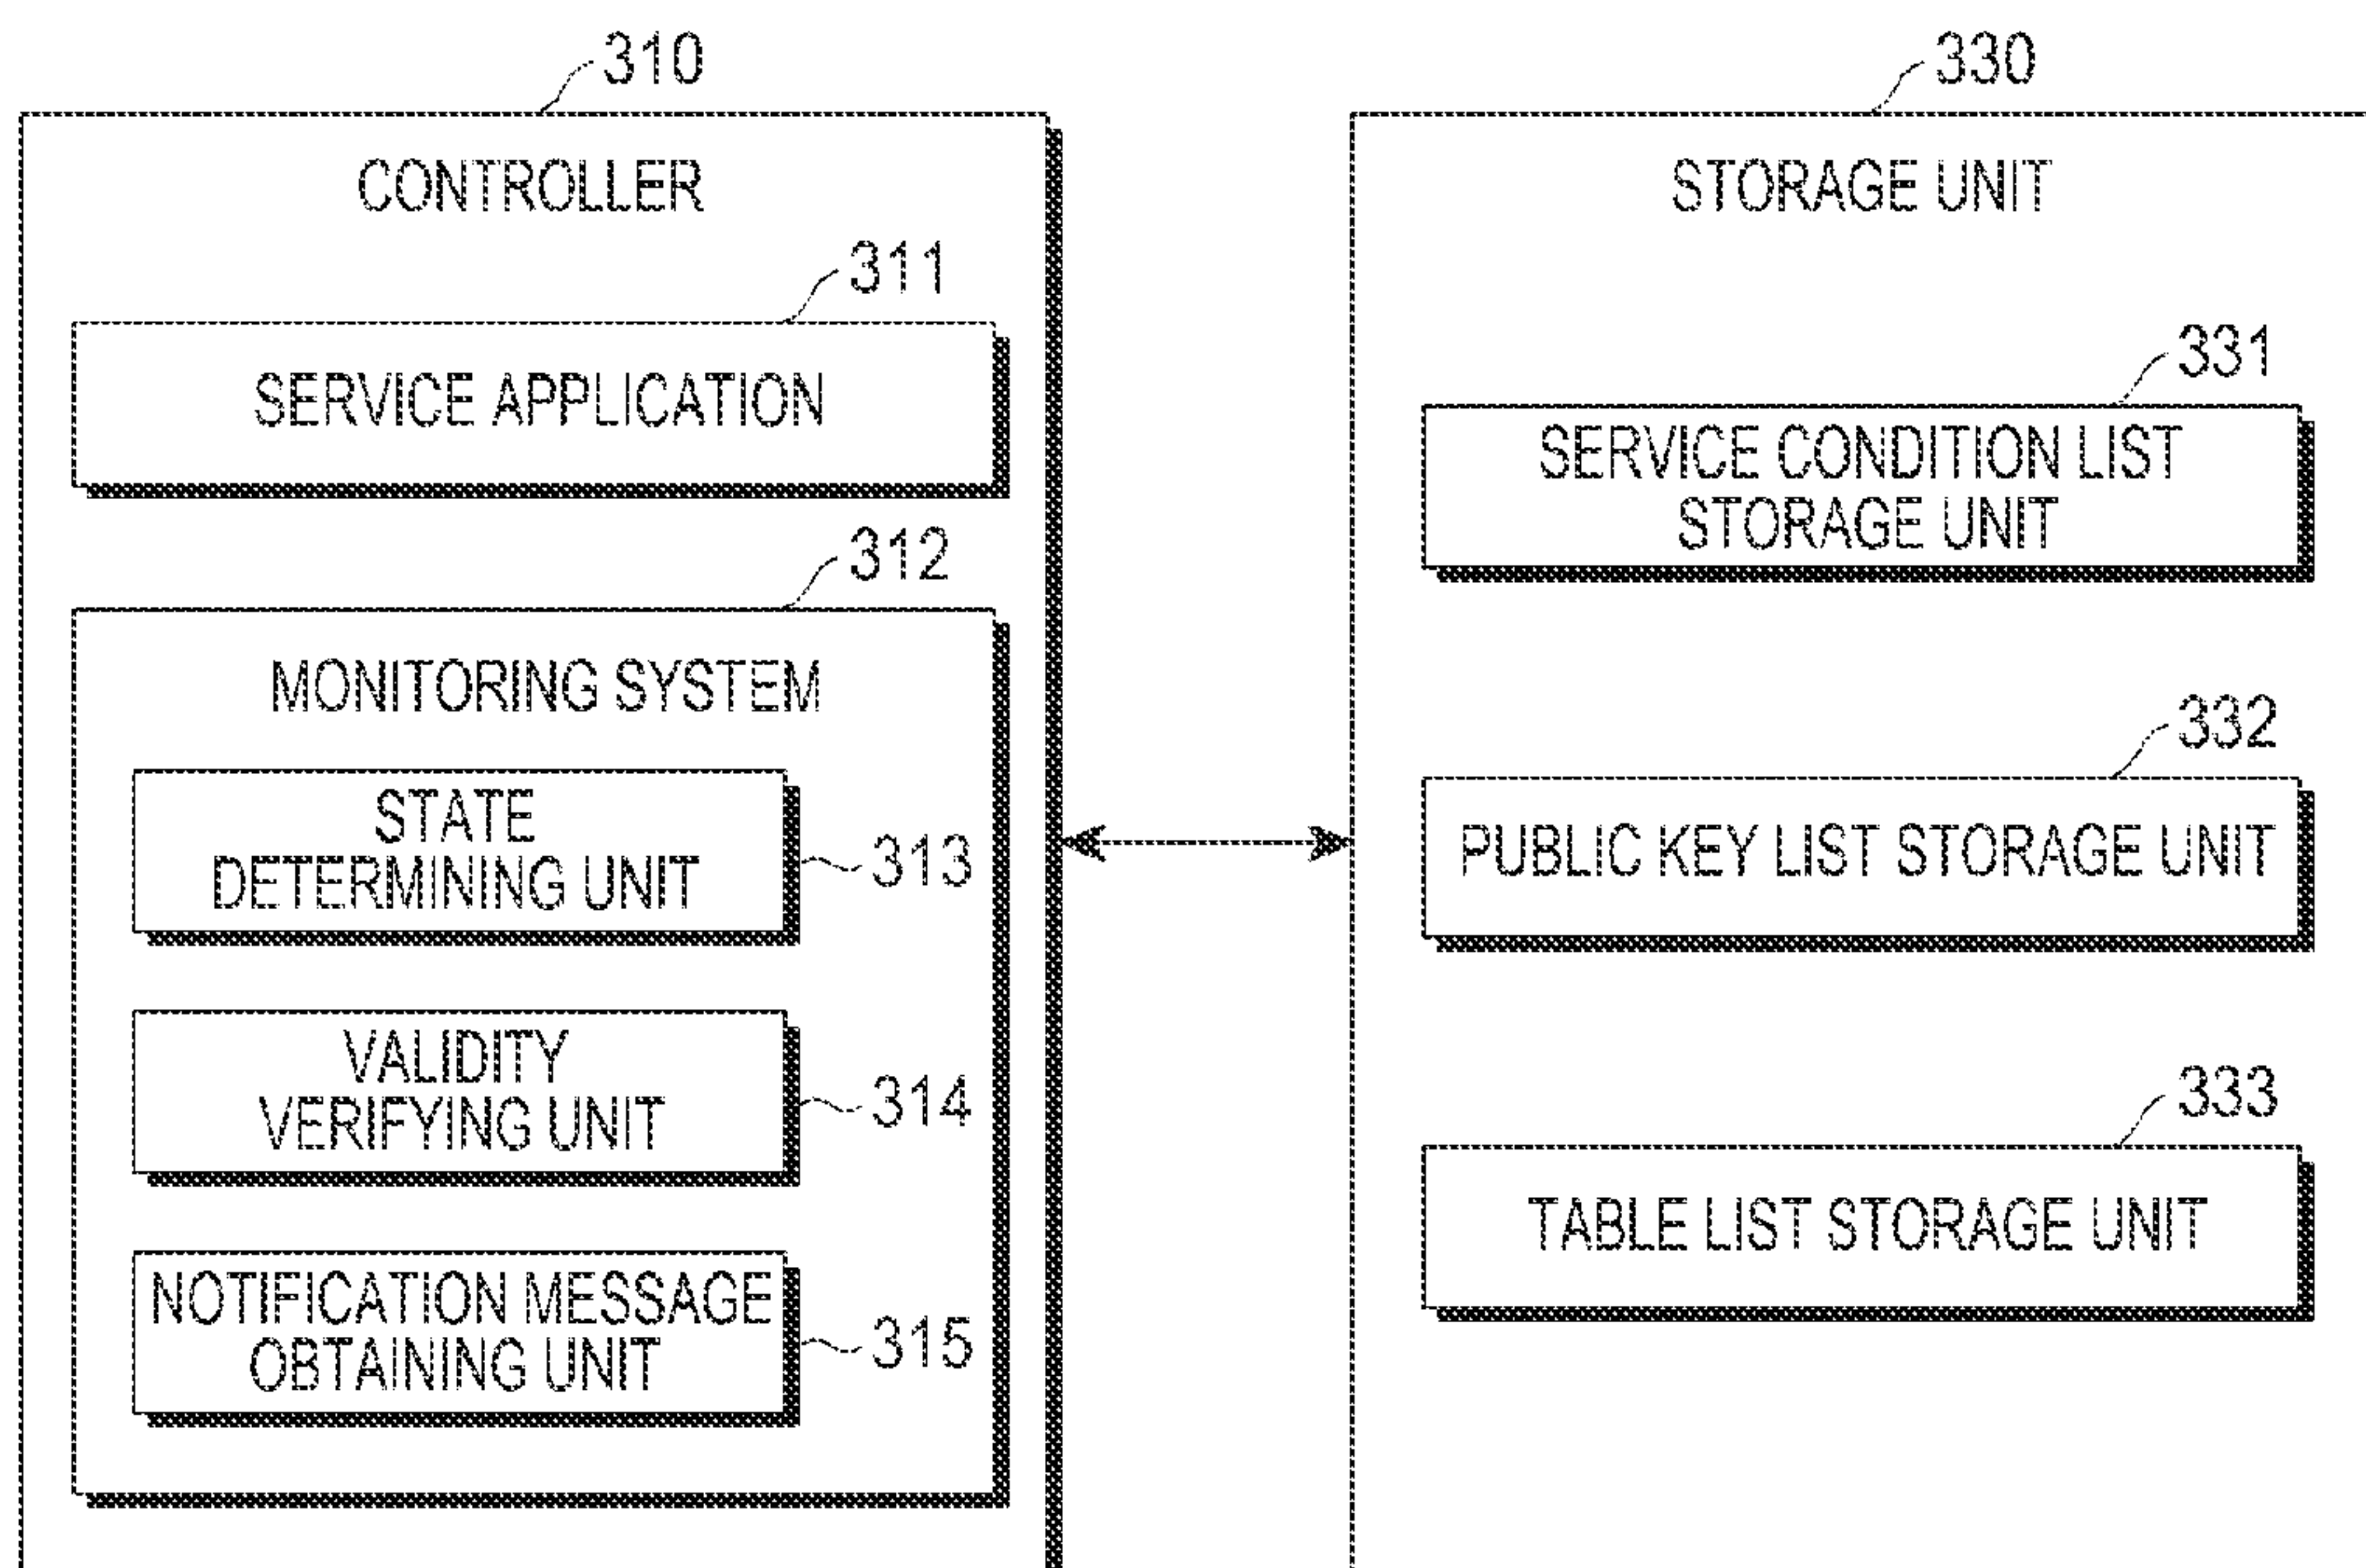 310
CONTROLLER
311
SERVICE APPLICATION
312
MONITORING SYSTEM
STATE
DETERMINING UNIT
313
VALIDITY
VERIFYING UNIT
314
NOTIFICATION MESSAGE
OBTAINING UNIT
315
330
STORAGE UNIT
331
SERVICE CONDITION LIST
STORAGE UNIT
332
PUBLIC KEY LIST STORAGE UNIT
333
TABLE LIST STORAGE UNIT